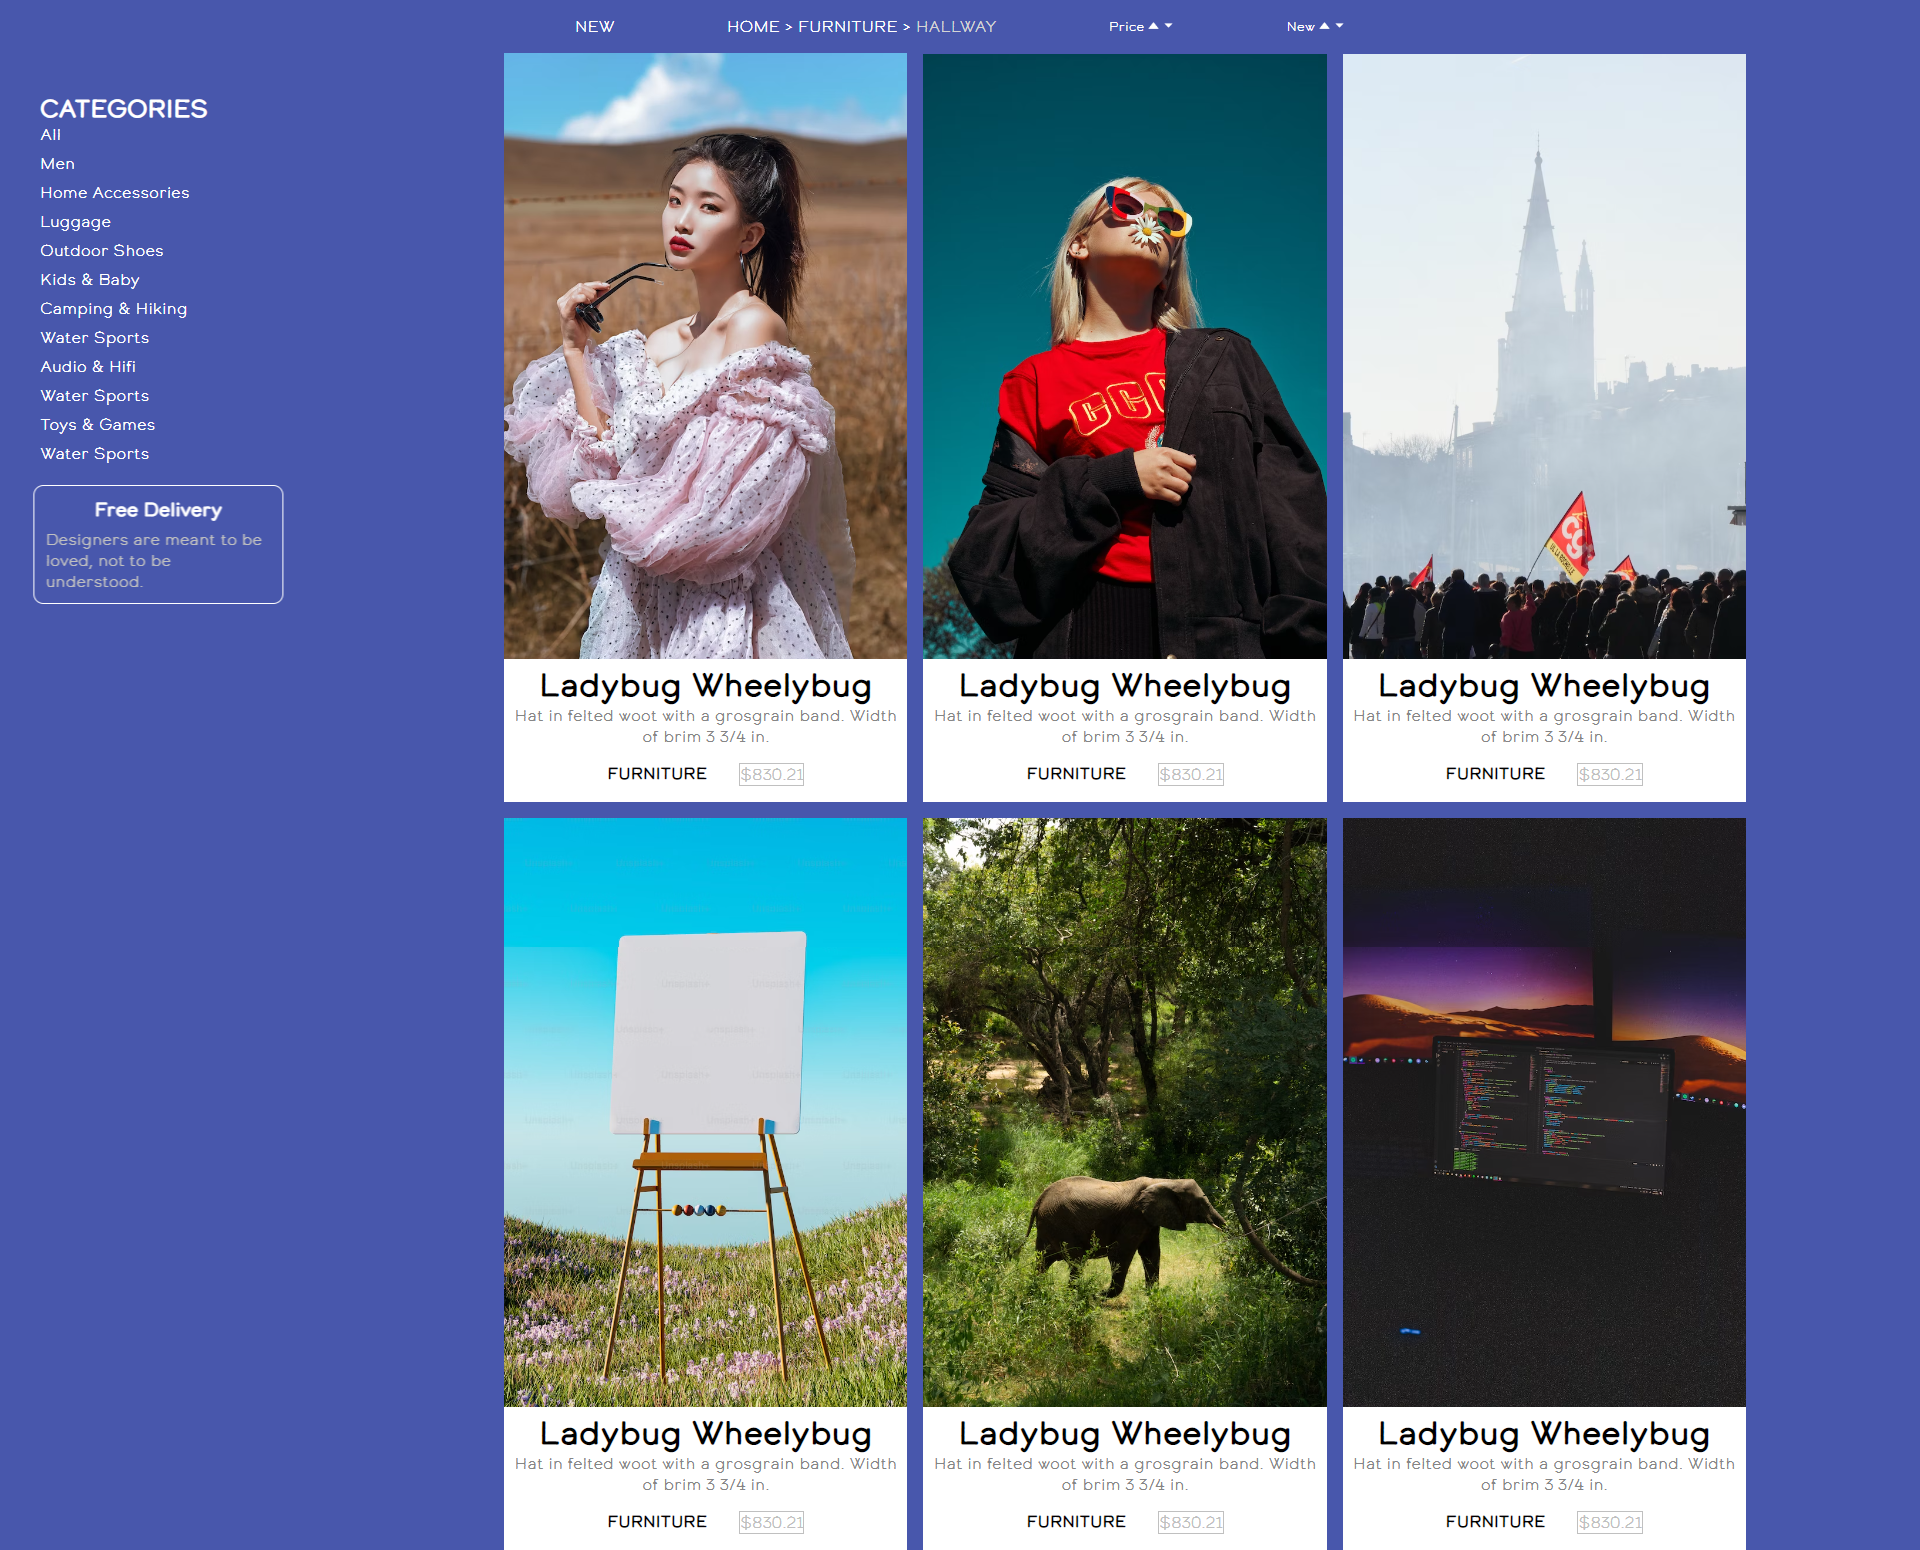 NEW
HOME > FURNITURE > HALLWAY
Price
New
CATEGORIES
All
Men
Home Accessories
Luggage
Outdoor Shoes
Kids & Baby
Camping & Hiking
Water Sports
Audio & Hifi
Water Sports
Toys & Games
Water Sports
Free Delivery
Designers are meant to be
loved, not to be
understood.
Ladybug Wheelybug
Hat in felted woot with a grosgrain band. Width
of brim 3 3/4 in.
FURNITURE $830.21
Ladybug Wheelybug
Hat in felted woot with a grosgrain band. Width
of brim 3 3/4 in.
FURNITURE $830.21
Ladybug Wheelybug
Hat in felted woot with a grosgrain band. Width
of brim 3 3/4 in.
FURNITURE $830.21
Ladybug Wheelybug
Hat in felted woot with a grosgrain band. Width
of brim 3 3/4 in.
FURNITURE $830.21
Ladybug Wheelybug
Hat in felted woot with a grosgrain band. Width
of brim 3 3/4 in.
FURNITURE $830.21
Ladybug Wheelybug
Hat in felted woot with a grosgrain band. Width
of brim 3 3/4 in.
FURNITURE $830.21